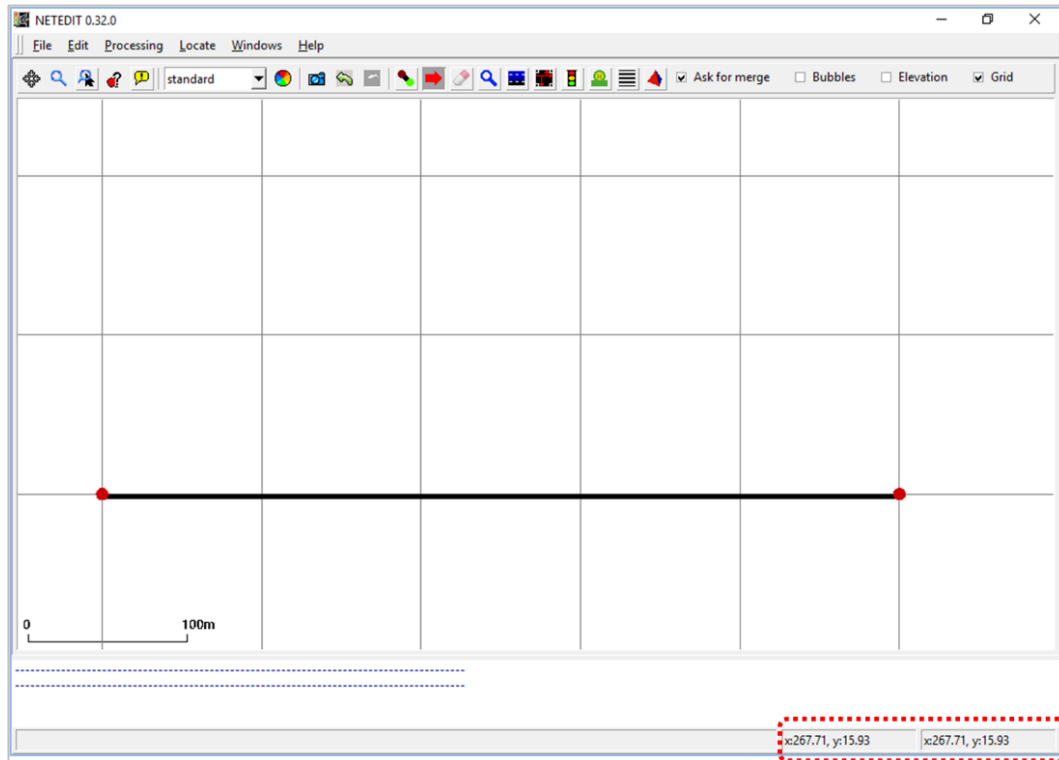 NETEDIT 0.32.0
File Edit Processing Locate Windows Help
standard Ask for merge Bubbles Elevation Grid
0 100m
x:267.71, y:15.93 x:267.71, y:15.93